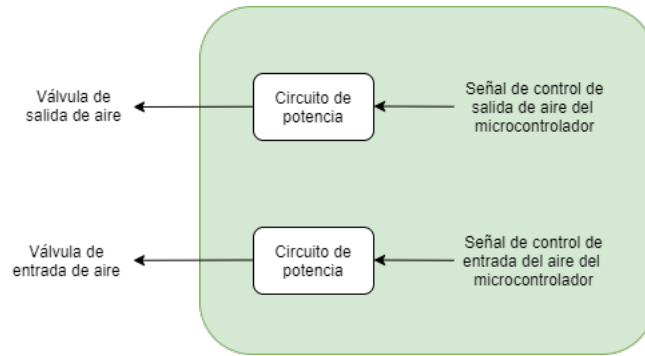 Válvula de
salida de aire
Circuito de
potencia
Señal de control de
salida de aire del
microcontrolador
Válvula de
entrada de aire
Circuito de
potencia
Señal de control de
entrada del aire del
microcontrolador